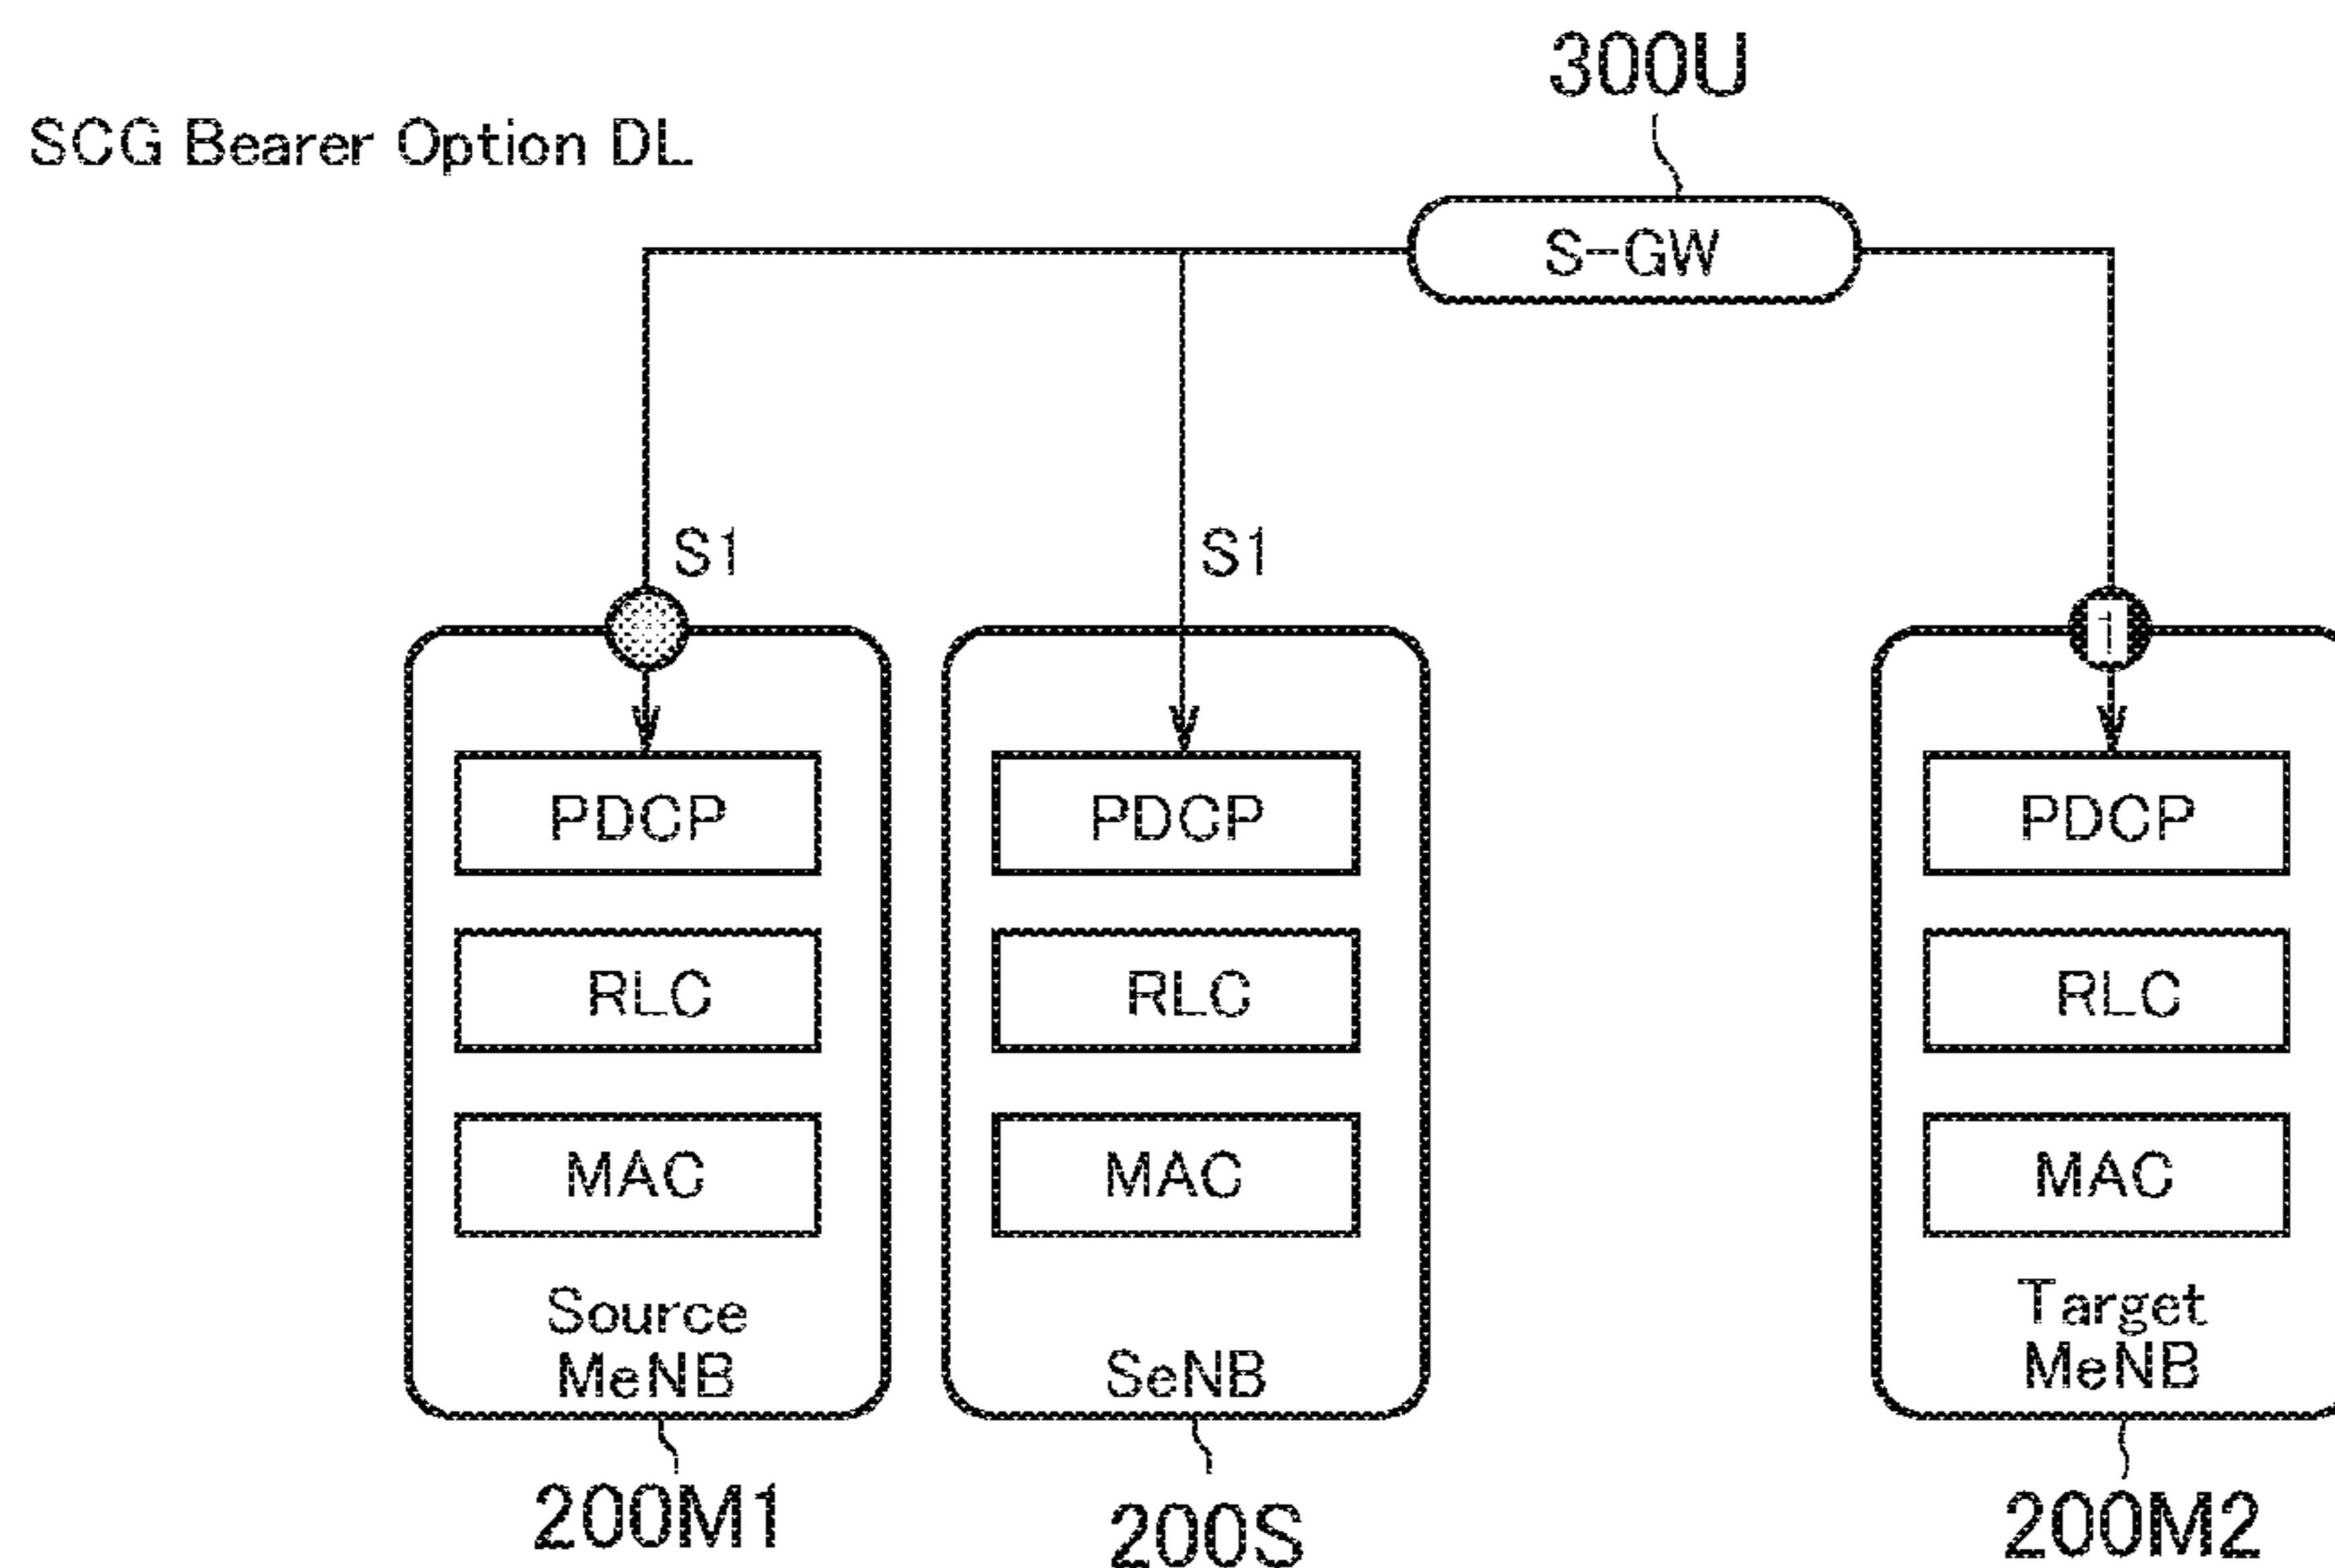 300U
SCG Bearer Option DL
S-GW
S1
S1
PDCP
PDCP
PDCP
RLC
RLC
RLC
MAC
MAC
MAC
Source
MeNB
SeNB
Target
MeNB
200M1
200S
200M2